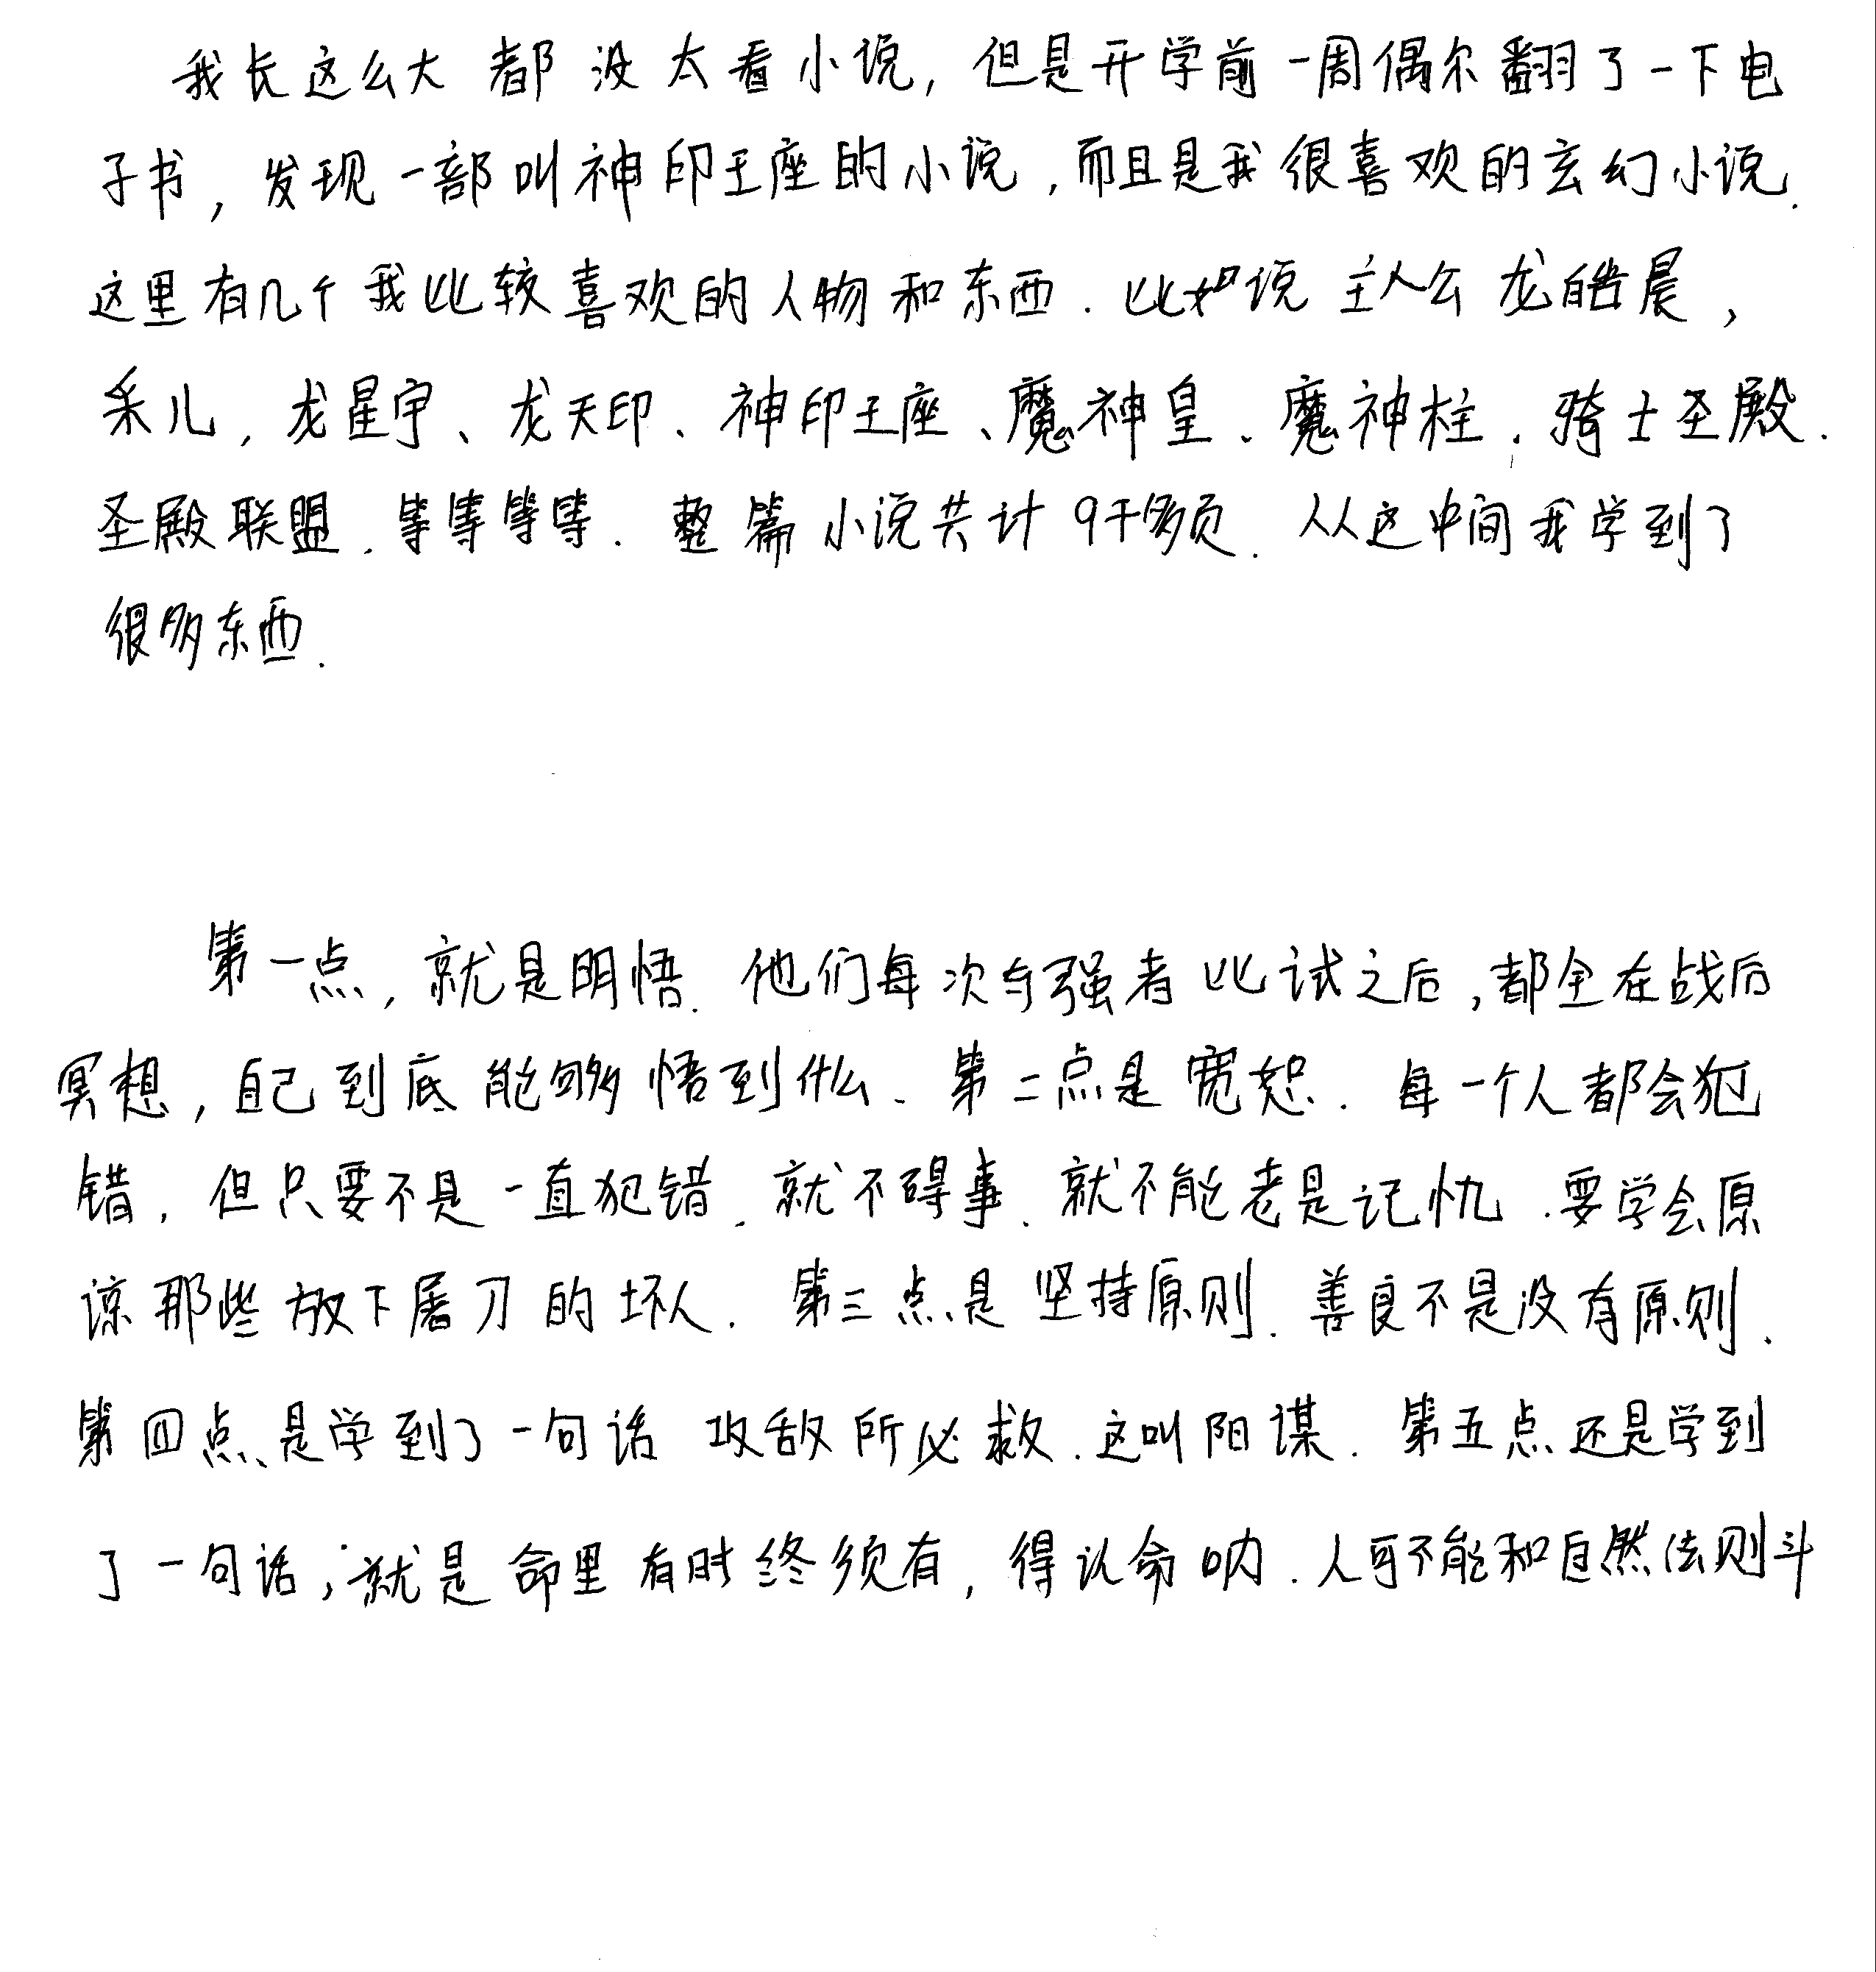 我长这么大都没太看小说，但是开学前一周偶尔翻了一下电
子书，发现一部叫神印王座的小说，而且是我很喜欢的玄幻小说.
这里有几个我比较喜欢的人物和东西.比如说主人公龙皓晨，
采儿，龙星宇、龙天印、神印王座、魔神皇、魔神柱，骑士圣殿.
圣殿联盟.等等等等.整篇小说共计9千多页.从这中间我学到了
很多东西.
第一点，就是明悟.他们每次与强者比试之后，都全在战后
冥想，自己到底能够悟到什么、第二点是宽恕.每一个人都会犯
错，但只要不是一直犯错、就不碍事、就不能老是记仇.要学会原
谅那些放下屠刀的坏人.第三点是坚持原则.善良不是没有原则、
第四点、是学到了一句话攻敌所必救.这叫阳谋.第五点还是学到
了一句话；就是命里有时终须有，得认命呐.人可不能和自然法则斗